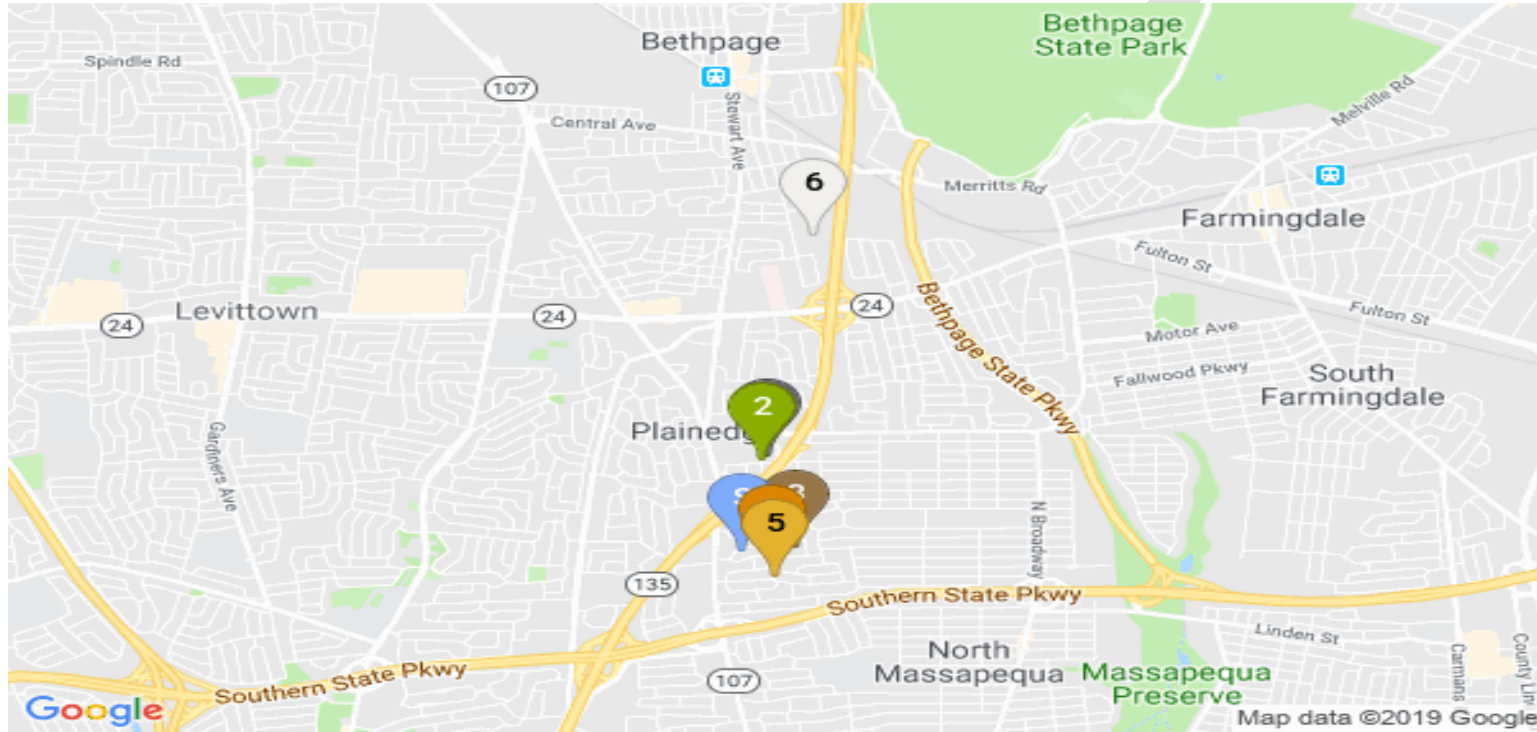 Bethpage
Bethpage
State Park
Spindle Rd
107
Central Ave
Stewart Ave
Melville Rd
6
Merritts Rd
Farmingdale
Fulton St
Levittown
24
24
24
Fulton St
Bethpage State Pkwy
Motor Ave
Fallwood Pkwy
South
Farmingdale
2
Gardiners Ave
S
3
5
N Broadway
135
Southern State Pkwy
Linden St
North
Massapequa
Massapequa
Preserve
107
Southern State Pkwy
Carmans
County Lin
Google
Map data ©2019 Google